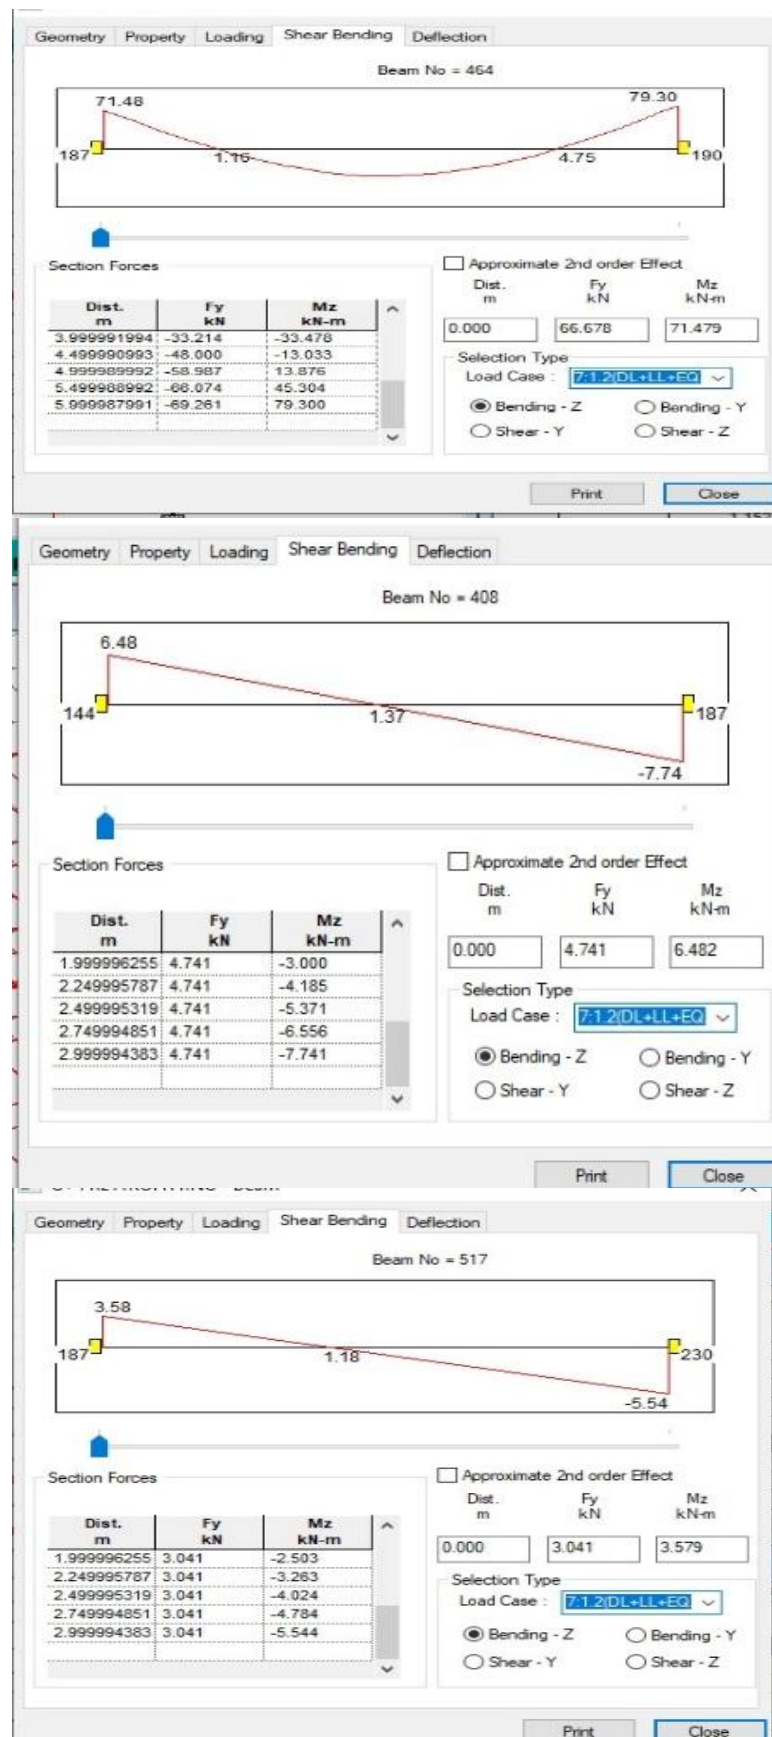 Geometry Property Loading Shear Bending Deflection
Beam No = 464
71.48 79.30
187 1.16 4.75 190
Section Forces
Approximate 2nd order Effect
Dist. m Fy kN Mz kN-m
3.999991994 -33.214 -33.478
4.499990993 -48.000 -13.033
4.999989992 -58.987 13.876
5.499988992 -66.074 45.304
5.999987991 -69.261 79.300
Dist. m Fy kN Mz kN-m
0.000 66.678 71.479
Selection Type
Load Case : 7:1.2(DL+LL+EQ
Bending - Z Bending - Y
Shear - Y Shear - Z
Print Close
Geometry Property Loading Shear Bending Deflection
Beam No = 408
6.48
144 1.37 187
-7.74
Section Forces
Approximate 2nd order Effect
Dist. m Fy kN Mz kN-m
1.999996255 4.741 -3.000
2.249995787 4.741 -4.185
2.499995319 4.741 -5.371
2.749994851 4.741 -6.556
2.999994383 4.741 -7.741
Dist. m Fy kN Mz kN-m
0.000 4.741 6.482
Selection Type
Load Case : 7:1.2(DL+LL+EQ
Bending - Z Bending - Y
Shear - Y Shear - Z
Print Close
Geometry Property Loading Shear Bending Deflection
Beam No = 517
3.58
187 1.18 230
-5.54
Section Forces
Approximate 2nd order Effect
Dist. m Fy kN Mz kN-m
1.999996255 3.041 -2.503
2.249995787 3.041 -3.263
2.499995319 3.041 -4.024
2.749994851 3.041 -4.784
2.999994383 3.041 -5.544
Dist. m Fy kN Mz kN-m
0.000 3.041 3.579
Selection Type
Load Case : 7:1.2(DL+LL+EQ
Bending - Z Bending - Y
Shear - Y Shear - Z
Print Close